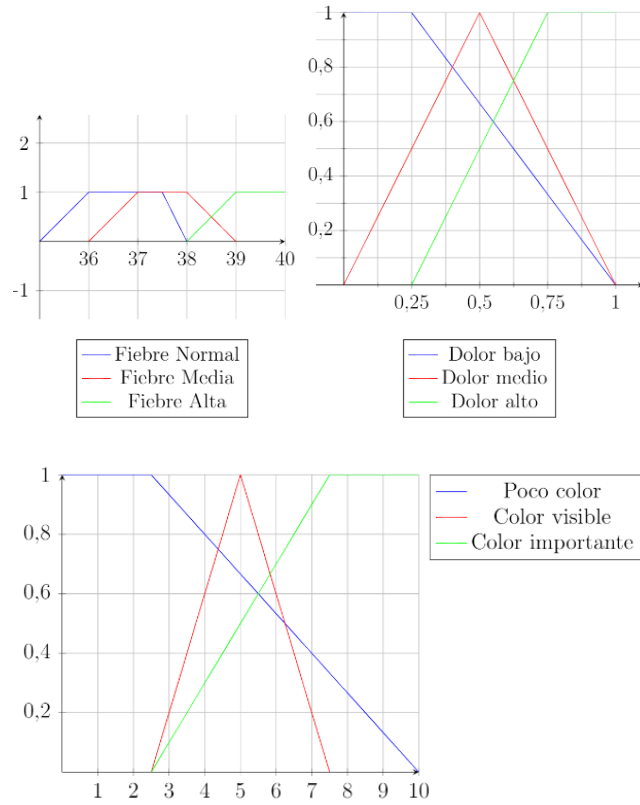 2
1
-1
36 37 38 39 40
Fiebre Normal
Fiebre Media
Fiebre Alta
1
0,8
0,6
0,4
0,2
0,25 0,5 0,75 1
Dolor bajo
Dolor medio
Dolor alto
1
0,8
0,6
0,4
0,2
1 2 3 4 5 6 7 8 9 10
Poco color
Color visible
Color importante